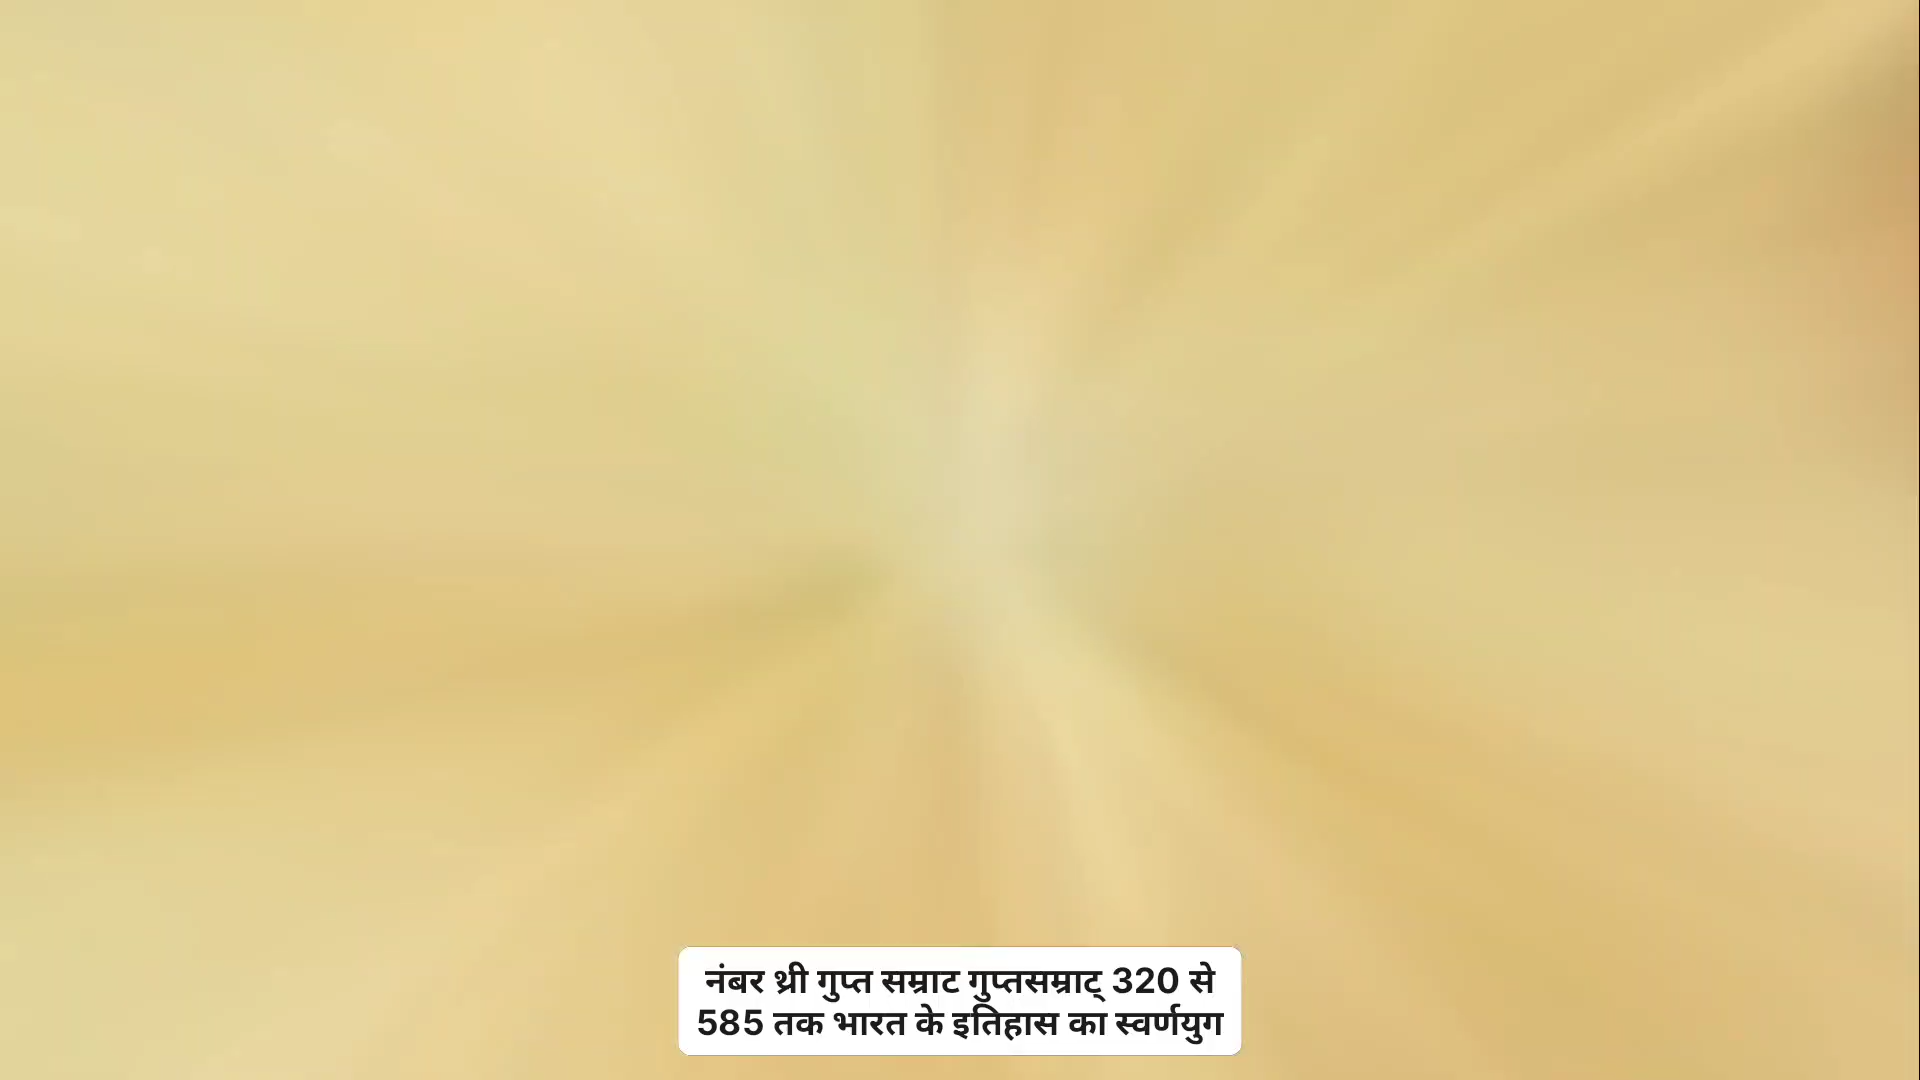 नंबर थ्री गुप्त सम्राट गुप्तसम्राट् 320 से
585 तक भारत के इतिहास का स्वर्णयुग